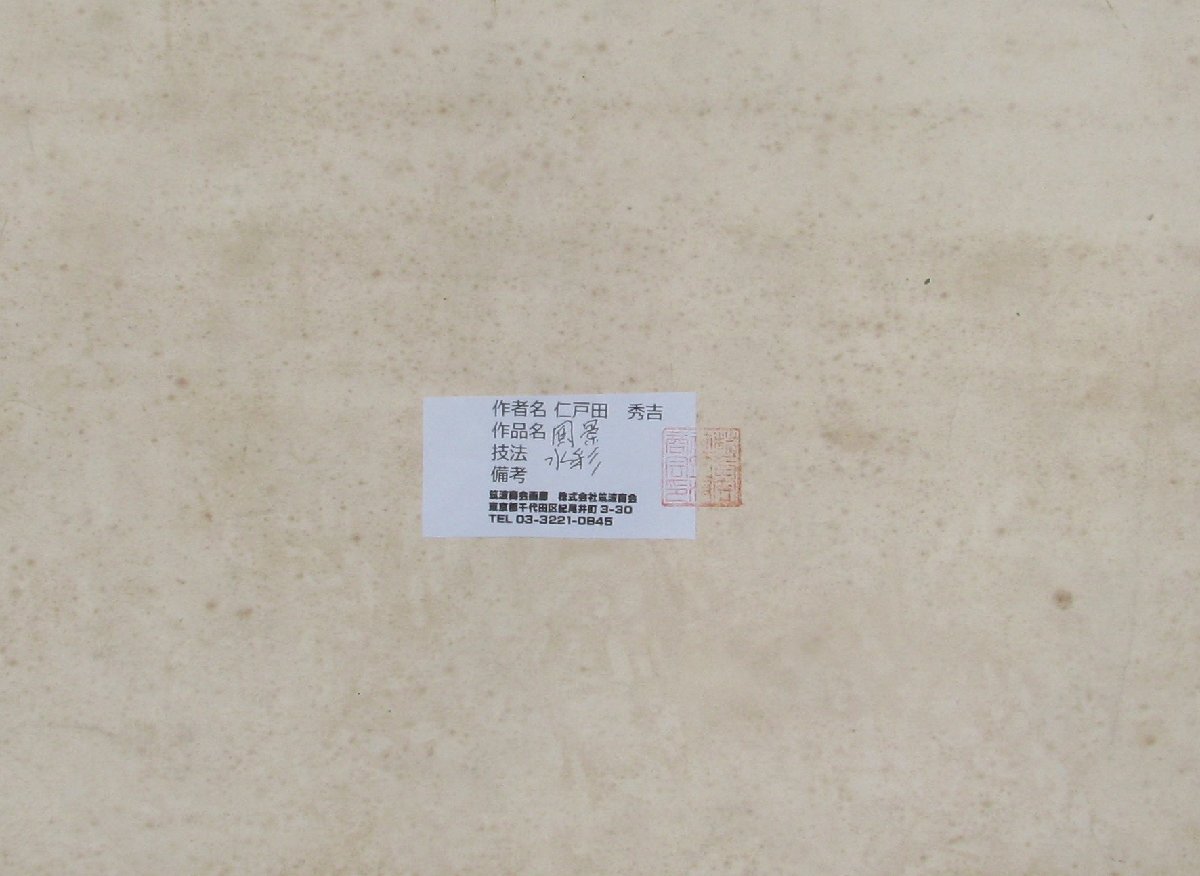 作者名 仁戸田 秀吉
作品名 風景
技法 水彩
備考
筑波商会画廊 株式会社筑波商会
東京都千代田区紀尾井町 3-30
TEL 03-3221-0845